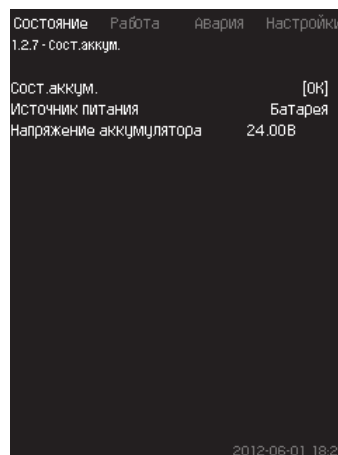 Состояние Работа Авария Настройки
1.2.7 - Сост.аккум.
Сост.аккум. [ОК]
Источник питания Батарея
Напряжение аккумулятора 24.00В
2012-06-01 18:2